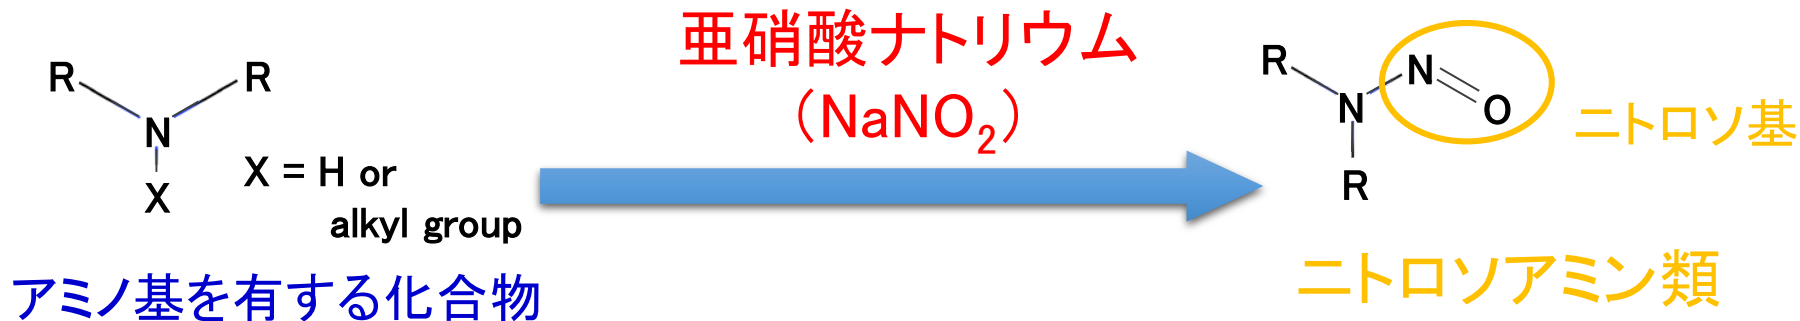 R
R
N
X
X = H or
alkyl group
アミノ基を有する化合物
亜硝酸ナトリウム
（NaNO₂）
R
N
N
O
R
ニトロソ基
ニトロソアミン類